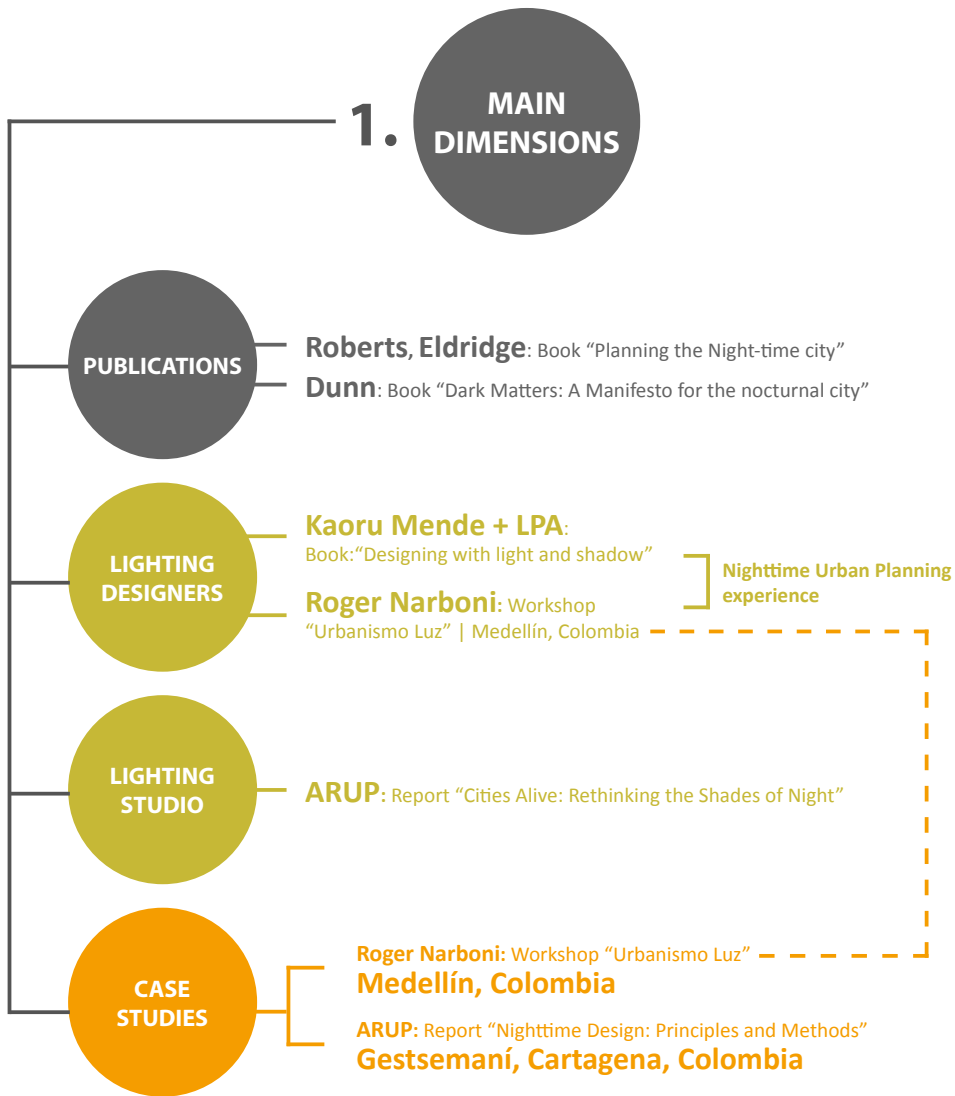 1.
MAIN
DIMENSIONS
PUBLICATIONS
Roberts, Eldridge: Book “Planning the Night-time city”
Dunn: Book “Dark Matters: A Manifesto for the nocturnal city”
LIGHTING
DESIGNERS
Kaoru Mende + LPA:
Book:“Designing with light and shadow”
Roger Narboni: Workshop
“Urbanismo Luz” | Medellín, Colombia
Nighttime Urban Planning
experience
LIGHTING
STUDIO
ARUP: Report “Cities Alive: Rethinking the Shades of Night”
CASE
STUDIES
Roger Narboni: Workshop “Urbanismo Luz”
Medellín, Colombia
ARUP: Report “Nighttime Design: Principles and Methods”
Gestsemaní, Cartagena, Colombia